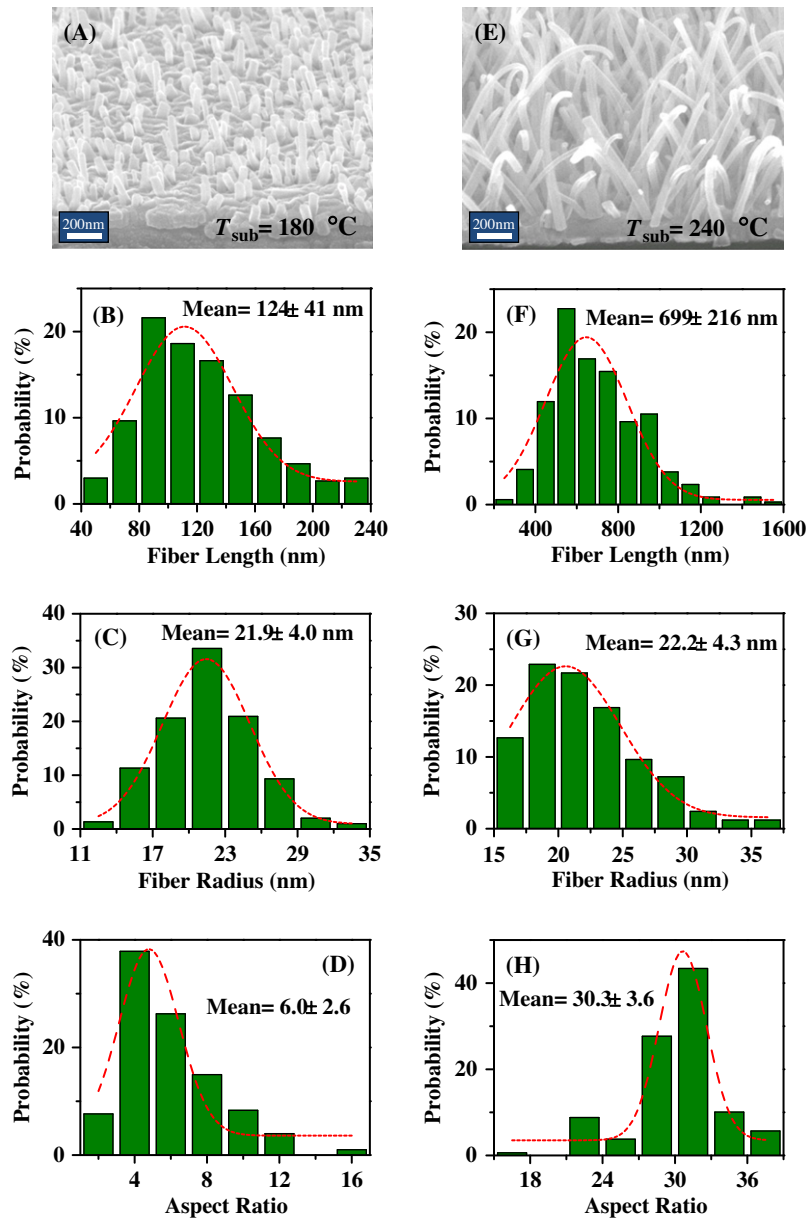 (A)
200nm
T sub= 180 °C
(E)
200nm
T sub= 240 °C
(B)
Mean= 124± 41 nm
Probability (%)
20
10
0
40 80 120 160 200 240
Fiber Length (nm)
(F)
Mean= 699± 216 nm
Probability (%)
20
10
0
400 800 1200 1600
Fiber Length (nm)
(C)
Mean= 21.9± 4.0 nm
Probability (%)
40
30
20
10
0
11 17 23 29 35
Fiber Radius (nm)
(G)
Mean= 22.2± 4.3 nm
Probability (%)
30
20
10
0
15 20 25 30 35
Fiber Radius (nm)
(D)
Mean= 6.0± 2.6
Probability (%)
40
20
0
4 8 12 16
Aspect Ratio
(H)
Mean= 30.3± 3.6
Probability (%)
40
20
0
18 24 30 36
Aspect Ratio